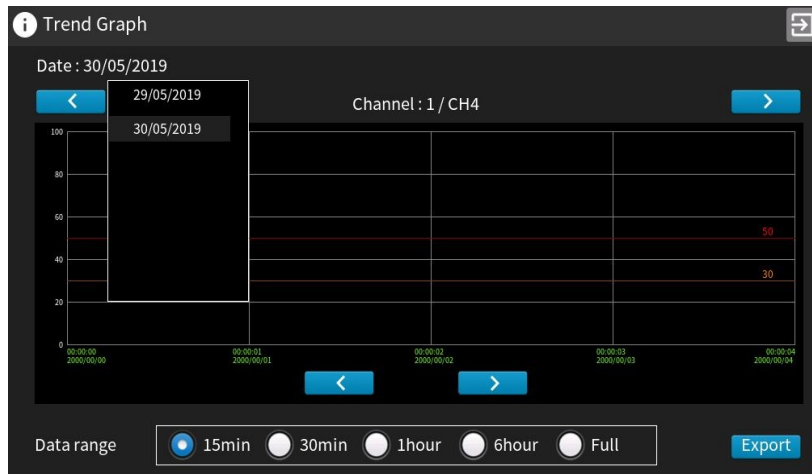 Trend Graph
Date : 30/05/2019
29/05/2019
30/05/2019
Channel : 1 / CH4
100
80
60
50
40
30
20
0
00:00:00 00:00:01 00:00:02 00:00:03 00:00:04
2000/00/00 2000/00/01 2000/00/02 2000/00/03 2000/00/04
Data range 15min 30min 1hour 6hour Full Export